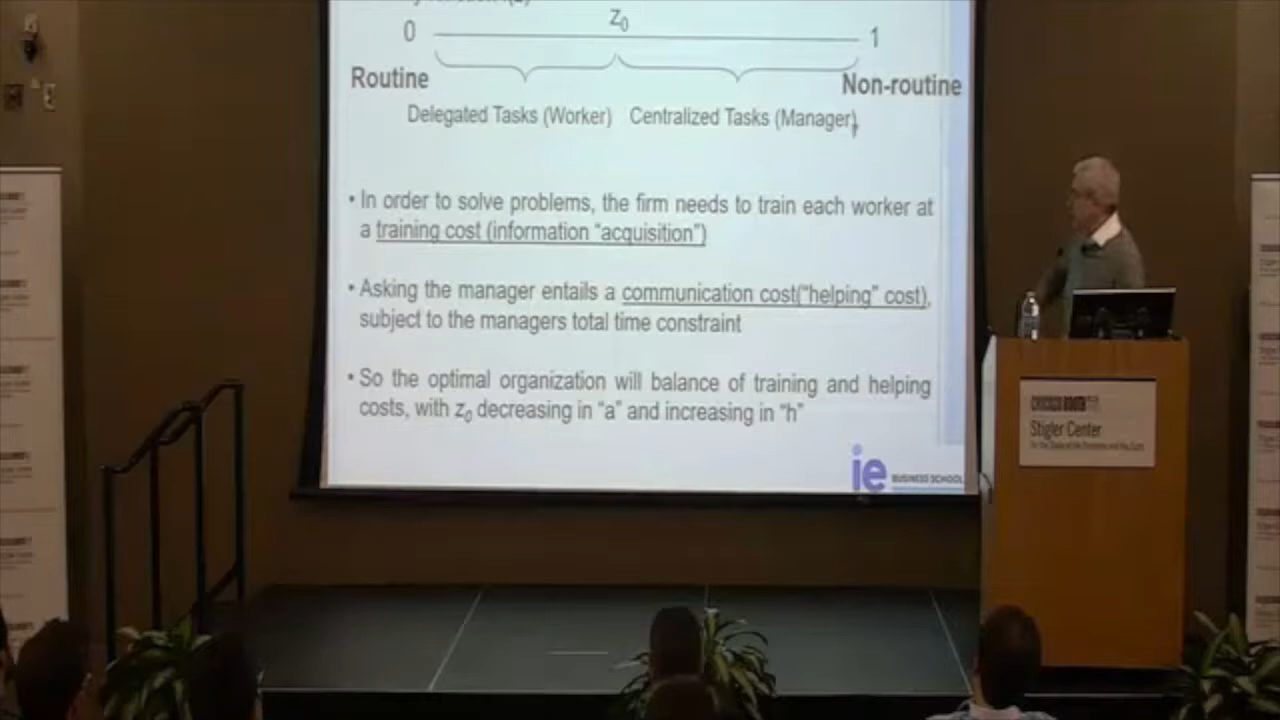 z0
0
1
Routine
Non-routine
Delegated Tasks (Worker)
Centralized Tasks (Manager)
• In order to solve problems, the firm needs to train each worker at
a training cost (information “acquisition”)
• Asking the manager entails a communication cost(“helping” cost),
subject to the managers total time constraint
• So the optimal organization will balance of training and helping
costs, with z0 decreasing in “a” and increasing in “h”
ie
BUSINESS SCHOOL
CHICAGO BOOTH
Stigler Center